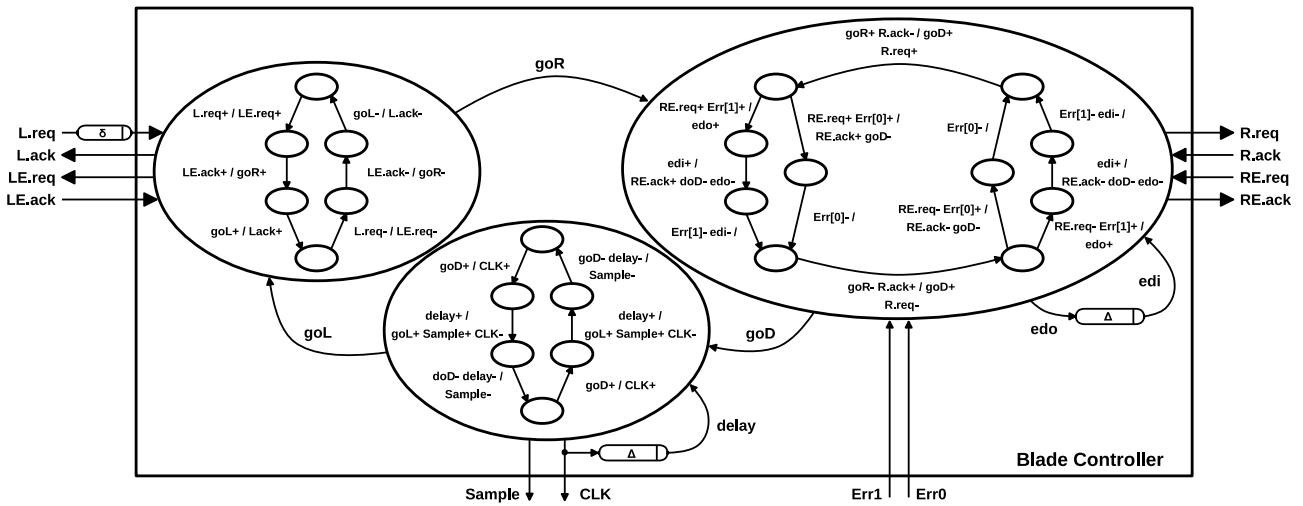 goR+ R.ack- / goD+
R.req+
goR
L.req+ / LE.req+
goL- / L.ack-
RE.req+ Err[1]+ /
edo+
RE.req+ Err[0]+ /
RE.ack+ goD-
Err[0]- /
Err[1]- edi- /
L.req
δ
R.req
L.ack
R.ack
LE.req
RE.req
LE.ack
RE.ack
LE.ack+ / goR+
LE.ack- / goR-
edi+ /
RE.ack+ doD- edo-
edi+ /
RE.ack- doD- edo-
goL+ / Lack+
L.req- / LE.req-
Err[1]- edi- /
Err[0]- /
RE.req- Err[0]+ /
RE.ack- goD-
RE.req- Err[1]+ /
edo+
goD+ / CLK+
goD- delay- /
Sample-
goR- R.ack+ / goD+
R.req-
delay+ /
goL+ Sample+ CLK-
delay+ /
goL+ Sample+ CLK-
goL
goD
edo
Δ
edi
doD- delay- /
Sample-
goD+ / CLK+
delay
Δ
Blade Controller
Sample
CLK
Err1
Err0